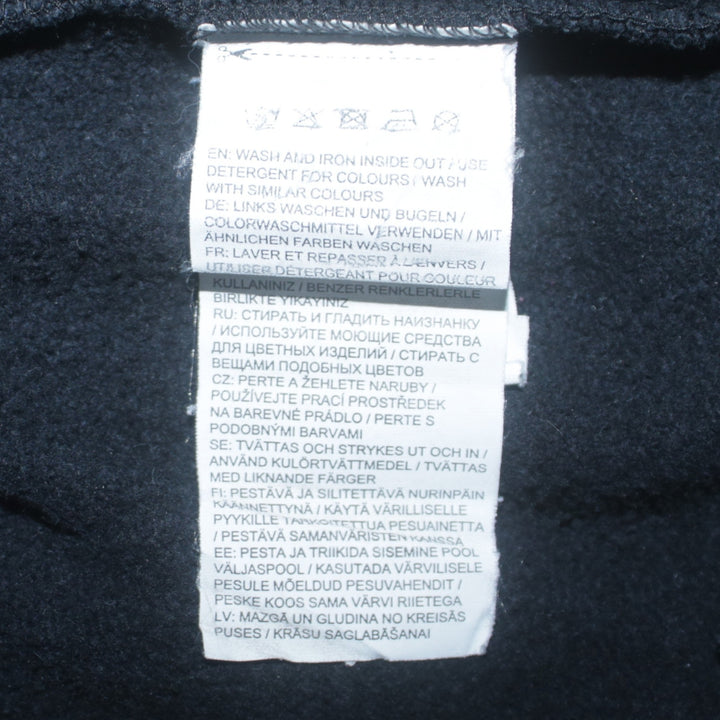 EN: WASH AND IRON INSIDE OUT / USE
DETERGENT FOR COLOURS / WASH
WITH SIMILAR COLOURS
DE: LINKS WASCHEN UND BÜGELN /
COLORWASCHMITTEL VERWENDEN / MIT
ÄHNLICHEN FARBEN WASCHEN
FR: LAVER ET REPASSER À L'ENVERS /
UTILISER DÉTERGEANT POUR COULEUR
KULLANINIZ / BENZER RENKLERLERLE
BIRLIKTE YIKAYINIZ
RU: СТИРАТЬ И ГЛАДИТЬ НАИЗНАНКУ
/ ИСПОЛЬЗУЙТЕ МОЮЩИЕ СРЕДСТВА
ДЛЯ ЦВЕТНЫХ ИЗДЕЛИЙ / СТИРАТЬ С
ВЕЩАМИ ПОДОБНЫХ ЦВЕТОВ
CZ: PERTE A ŽEHLETE NARUBY /
POUŽÍVEJTE PRACÍ PROSTŘEDEK
NA BAREVNÉ PRÁDLO / PERTE S
PODOBNÝMI BARVAMI
SE: TVÄTTAS OCH STRYKES UT OCH IN /
ANVÄND KULÖRTVÄTTMEDEL / TVÄTTAS
MED LIKNANDE FÄRGER
FI: PESTÄVÄ JA SILITETTÄVÄ NURINPÄIN
KÄÄNNETTYNÄ / KÄYTÄ VÄRILLISELLE
PYYKILLE TARKOITETTUA PESUAINETTA
/ PESTÄVÄ SAMANVÄRISTEN KANSSA
EE: PESTA JA TRIIKIDA SISEMINE POOL
VÄLJASPOOL / KASUTADA VÄRVILISELE
PESULE MÕELDUD PESUVAHENDIT /
PESKE KOOS SAMA VÄRVI RIIETEGA
LV: MAZGĀ UN GLUDINA NO KREISĀS
PUSES / KRĀSU SAGLABĀŠANAI